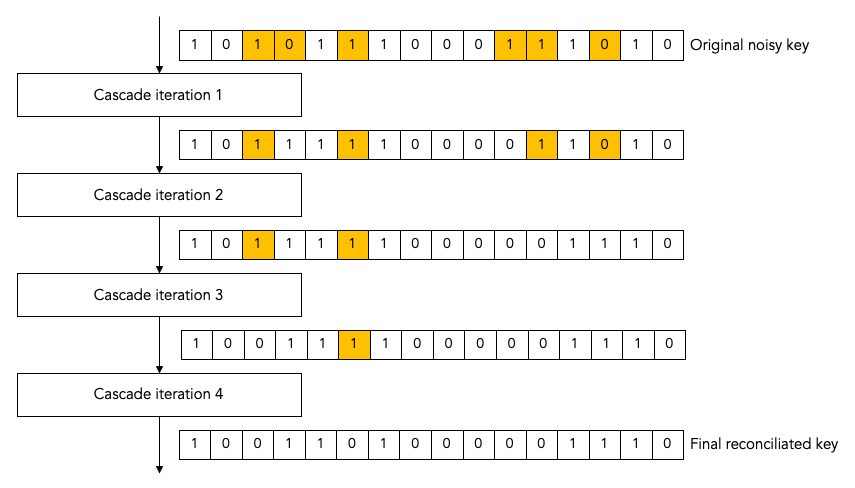 1 0 1 0 1 1 1 0 0 0 1 1 1 0 1 0 Original noisy key
Cascade iteration 1
1 0 1 1 1 1 1 0 0 0 0 1 1 0 1 0
Cascade iteration 2
1 0 1 1 1 1 1 0 0 0 0 0 1 1 1 0
Cascade iteration 3
1 0 0 1 1 1 1 0 0 0 0 0 1 1 1 0
Cascade iteration 4
1 0 0 1 1 0 1 0 0 0 0 0 1 1 1 0 Final reconciliated key